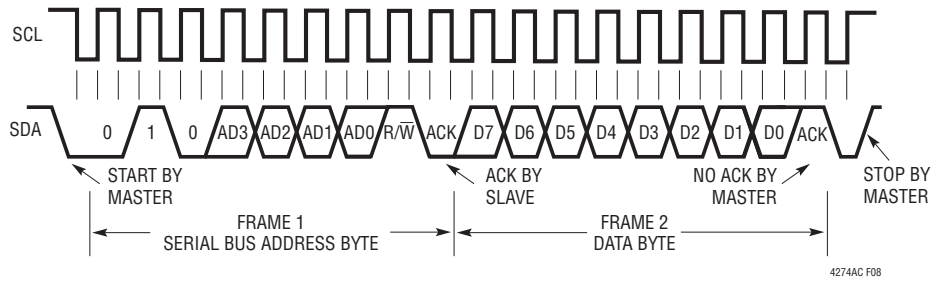 SCL
SDA 0 1 0 AD3 AD2 AD1 AD0 R/W̅ ACK D7 D6 D5 D4 D3 D2 D1 D0 ACK
START BY
MASTER
ACK BY
SLAVE
NO ACK BY
MASTER
STOP BY
MASTER
FRAME 1
SERIAL BUS ADDRESS BYTE
FRAME 2
DATA BYTE
4274AC F08